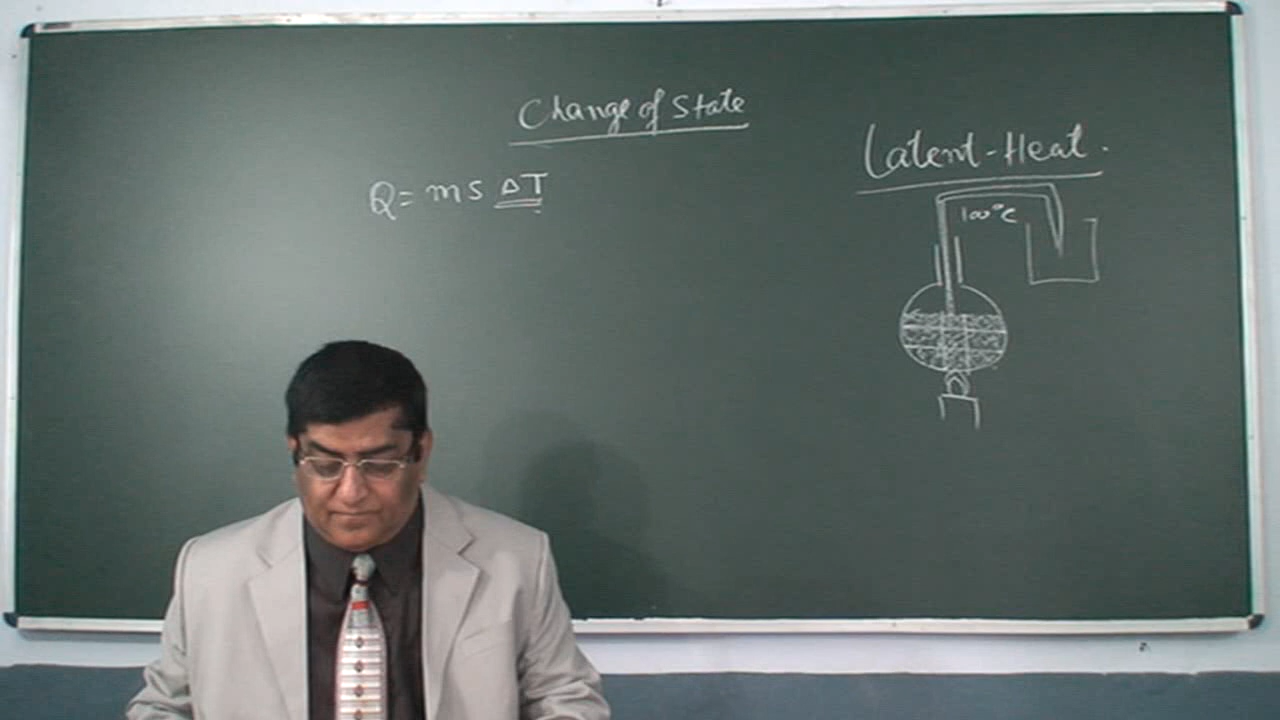 Change of State
Latent-Heat.
Q = ms ΔT
100°C